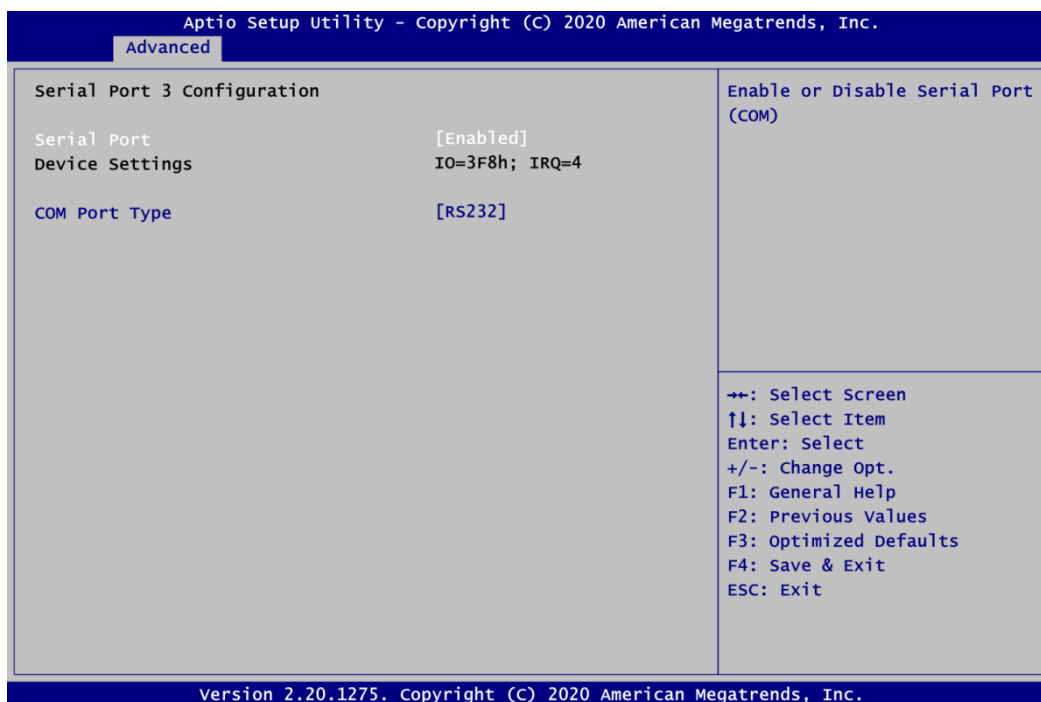 Aptio Setup Utility – Copyright (C) 2020 American Megatrends, Inc.
Advanced
Serial Port 3 Configuration
Serial Port [Enabled]
Device Settings IO=3F8h; IRQ=4
COM Port Type [RS232]
Enable or Disable Serial Port
(COM)
→←: Select Screen
↑↓: Select Item
Enter: Select
+/-: Change Opt.
F1: General Help
F2: Previous Values
F3: Optimized Defaults
F4: Save & Exit
ESC: Exit
Version 2.20.1275. Copyright (C) 2020 American Megatrends, Inc.